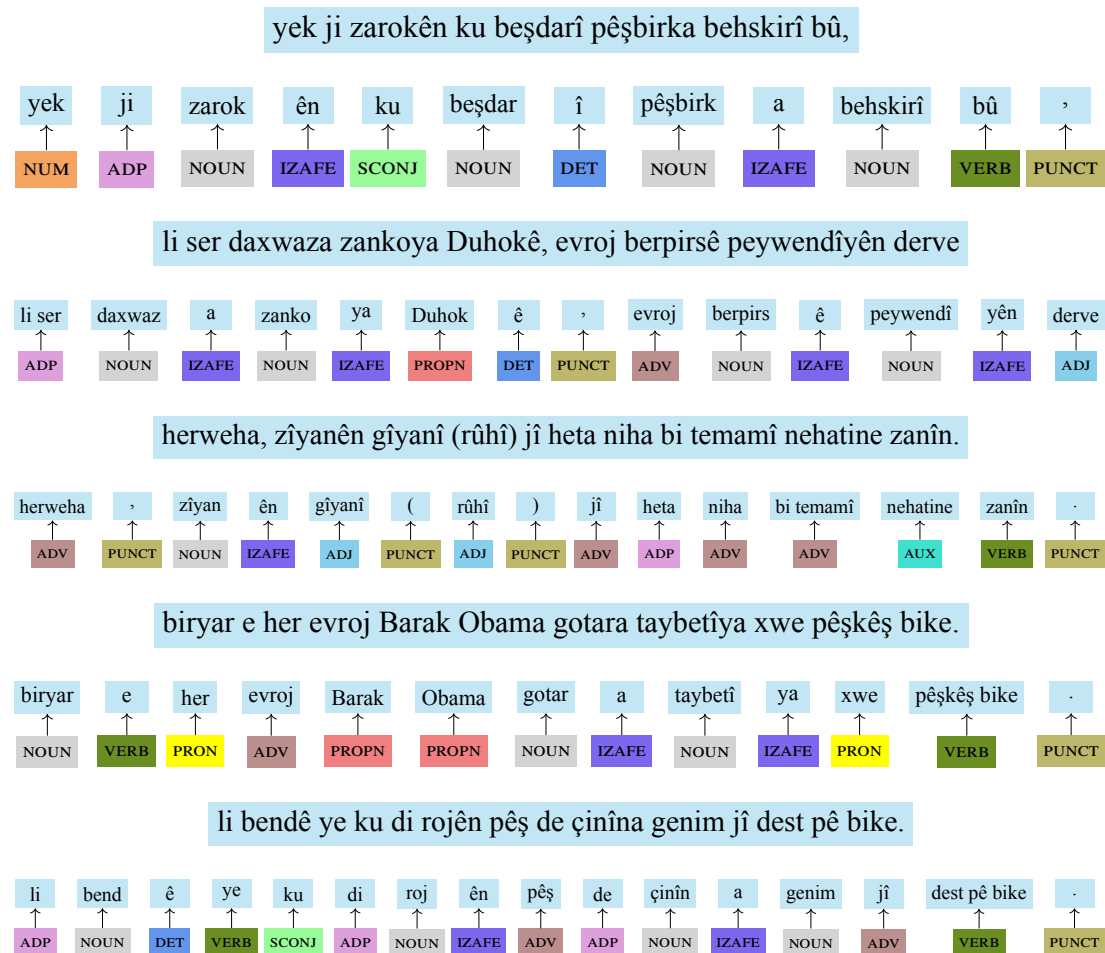 yek ji zarokên ku beşdarî pêşbirka behskirî bû,
yek ji zarok ên ku beşdar î pêşbirk a behskirî bû ,
NUM ADP NOUN IZAFE SCONJ NOUN DET NOUN IZAFE NOUN VERB PUNCT
li ser daxwaza zankoya Duhokê, evroj berpirsê peywendîyên derve
li ser daxwaz a zanko ya Duhok ê , evroj berpirs ê peywendî yên derve
ADP NOUN IZAFE NOUN IZAFE PROPN DET PUNCT ADV NOUN IZAFE NOUN IZAFE ADJ
herweha, zîyanên gîyanî (rûhî) jî heta niha bi temamî nehatine zanîn.
herweha , zîyan ên gîyanî ( rûhî ) jî heta niha bi temamî nehatine zanîn .
ADV PUNCT NOUN IZAFE ADJ PUNCT ADJ PUNCT ADV ADP ADV ADV AUX VERB PUNCT
biryar e her evroj Barak Obama gotara taybetîya xwe pêşkêş bike.
biryar e her evroj Barak Obama gotar a taybetî ya xwe pêşkêş bike .
NOUN VERB PRON ADV PROPN PROPN NOUN IZAFE NOUN IZAFE PRON VERB PUNCT
li bendê ye ku di rojên pêş de çinîna genim jî dest pê bike.
li bend ê ye ku di roj ên pêş de çinîn a genim jî dest pê bike .
ADP NOUN DET VERB SCONJ ADP NOUN IZAFE ADV ADP NOUN IZAFE NOUN ADV VERB PUNCT